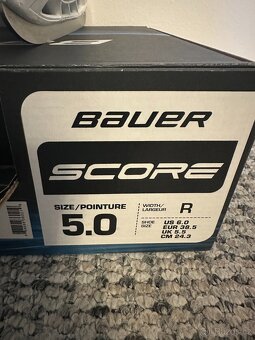 BAUER
SCORE
SIZE/POINTURE
5.0
WIDTH/
LARGEUR
R
SHOE
SIZE
US 6.0
EUR 38.5
UK 5.5
CM 24.3